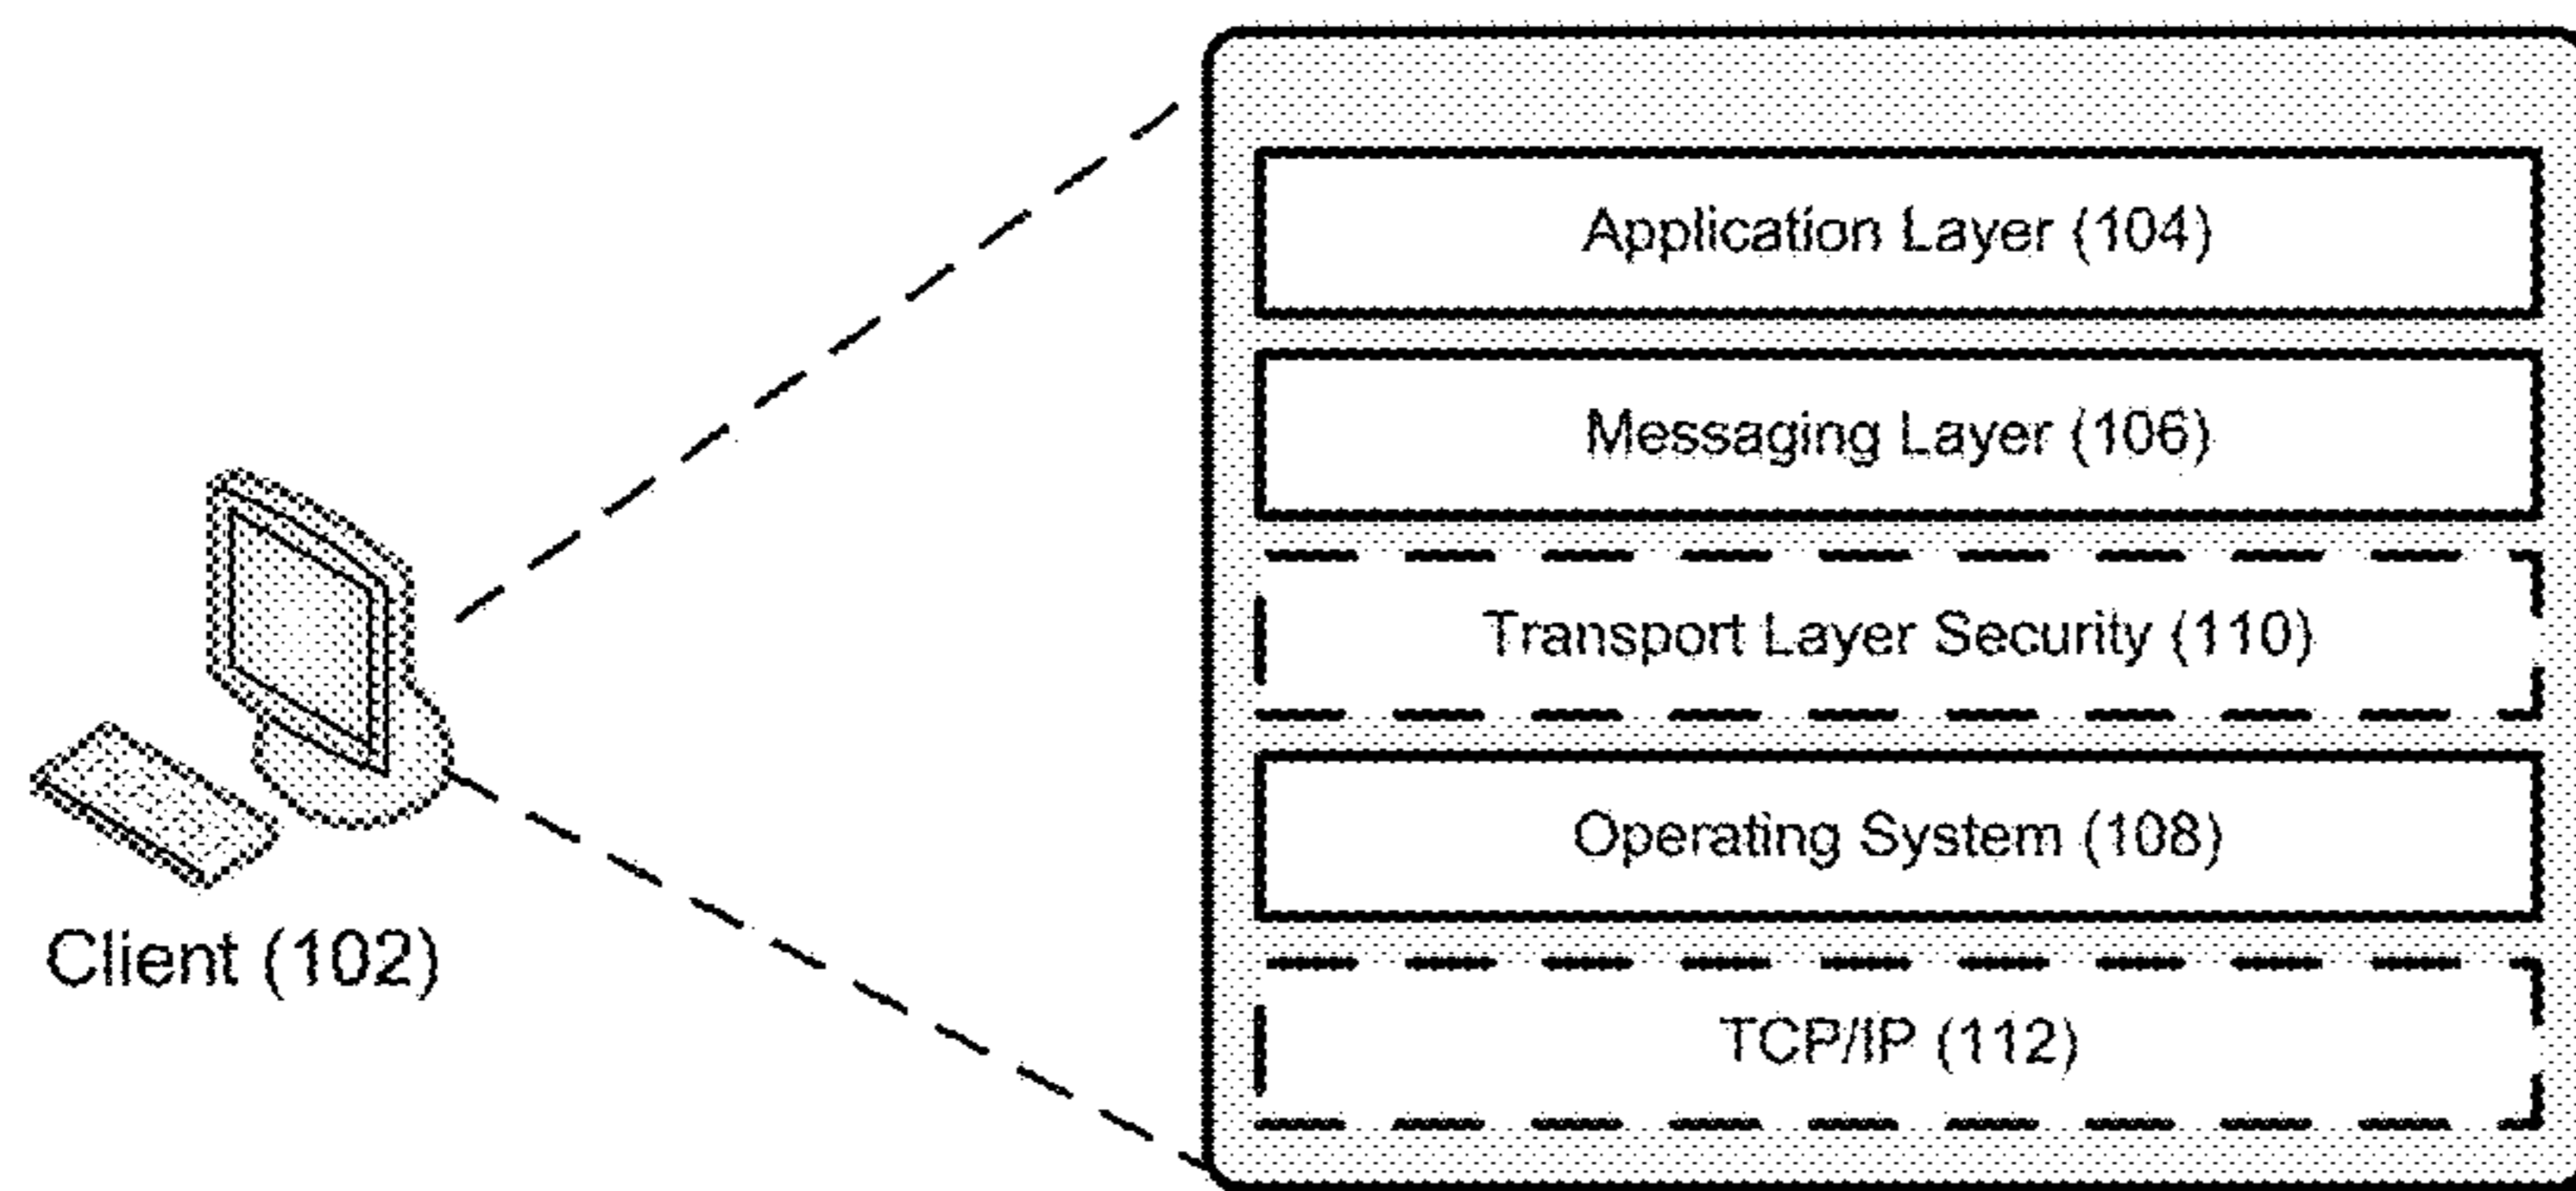 Application Layer (104)
Messaging Layer (106)
Transport Layer Security (110)
Operating System (108)
Client (102)
TCP/IP (112)